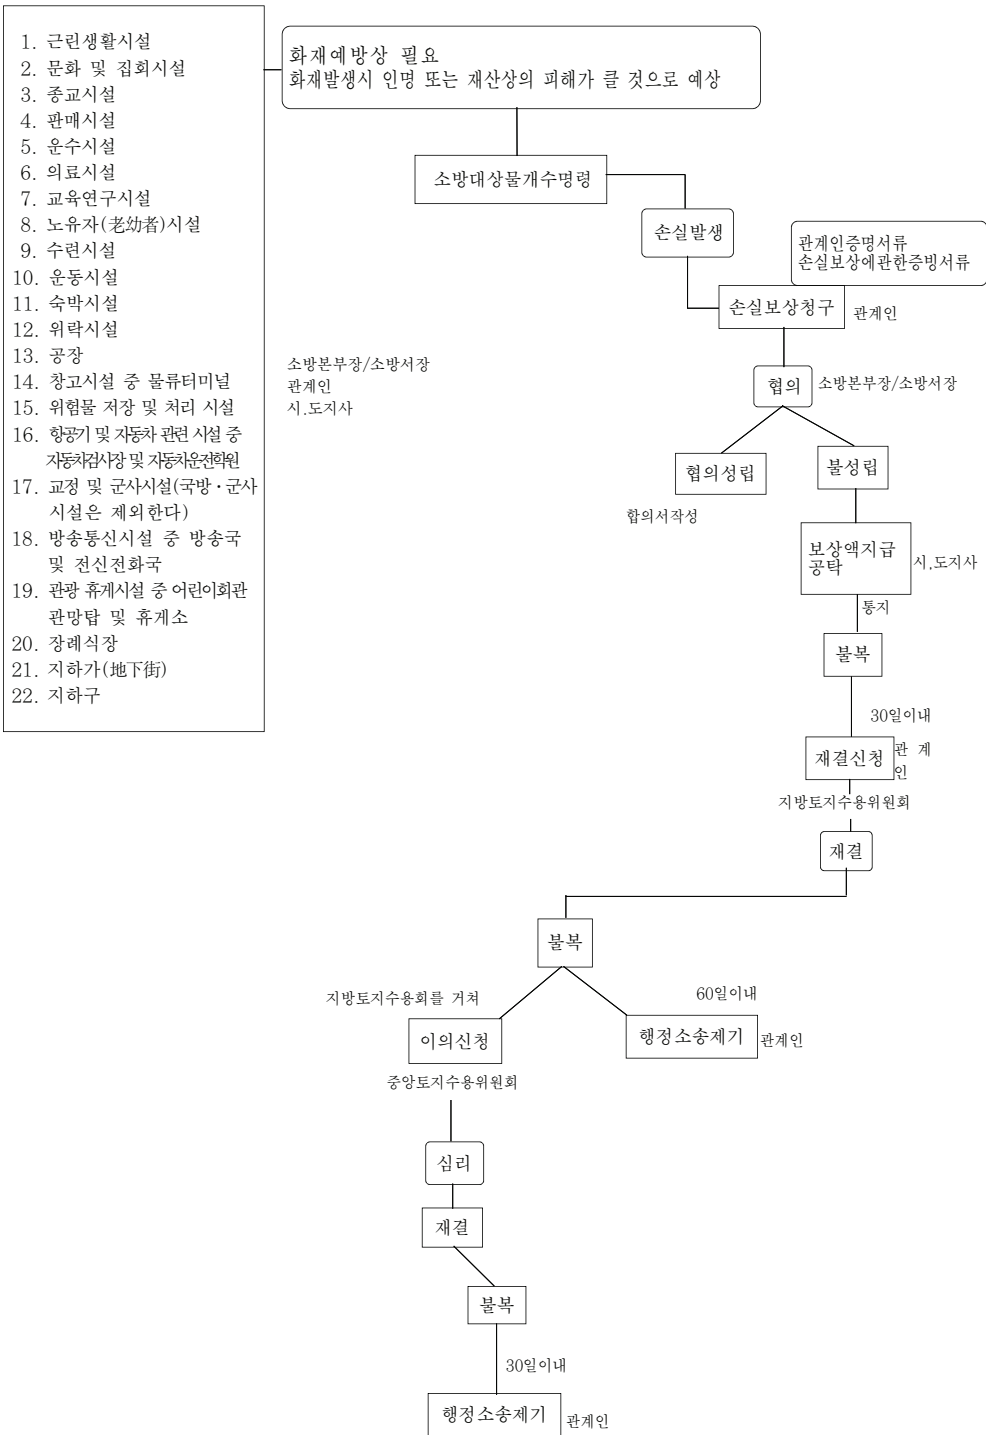 1. 근린생활시설
2. 문화 및 집회시설
3. 종교시설
4. 판매시설
5. 운수시설
6. 의료시설
7. 교육연구시설
8. 노유자(老幼者)시설
9. 수련시설
10. 운동시설
11. 숙박시설
12. 위락시설
13. 공장
14. 창고시설 중 물류터미널
15. 위험물 저장 및 처리 시설
16. 항공기 및 자동차 관련 시설 중
자동차검사장 및 자동차운전학원
17. 교정 및 군사시설(국방·군사
시설은 제외한다)
18. 방송통신시설 중 방송국
및 전신전화국
19. 관광 휴게시설 중 어린이회관
관망탑 및 휴게소
20. 장례식장
21. 지하가(地下街)
22. 지하구
화재예방상 필요
화재발생시 인명 또는 재산상의 피해가 클 것으로 예상
소방대상물개수명령
손실발생
관계인증명서류
손실보상에관한증빙서류
손실보상청구
관계인
소방본부장/소방서장
관계인
시.도지사
협의
소방본부장/소방서장
협의성립
불성립
합의서작성
보상액지급
공탁
시.도지사
통지
불복
30일이내
재결신청
관 계
인
지방토지수용위원회
재결
불복
지방토지수용회를 거쳐
60일이내
이의신청
행정소송제기
관계인
중앙토지수용위원회
심리
재결
불복
30일이내
행정소송제기
관계인